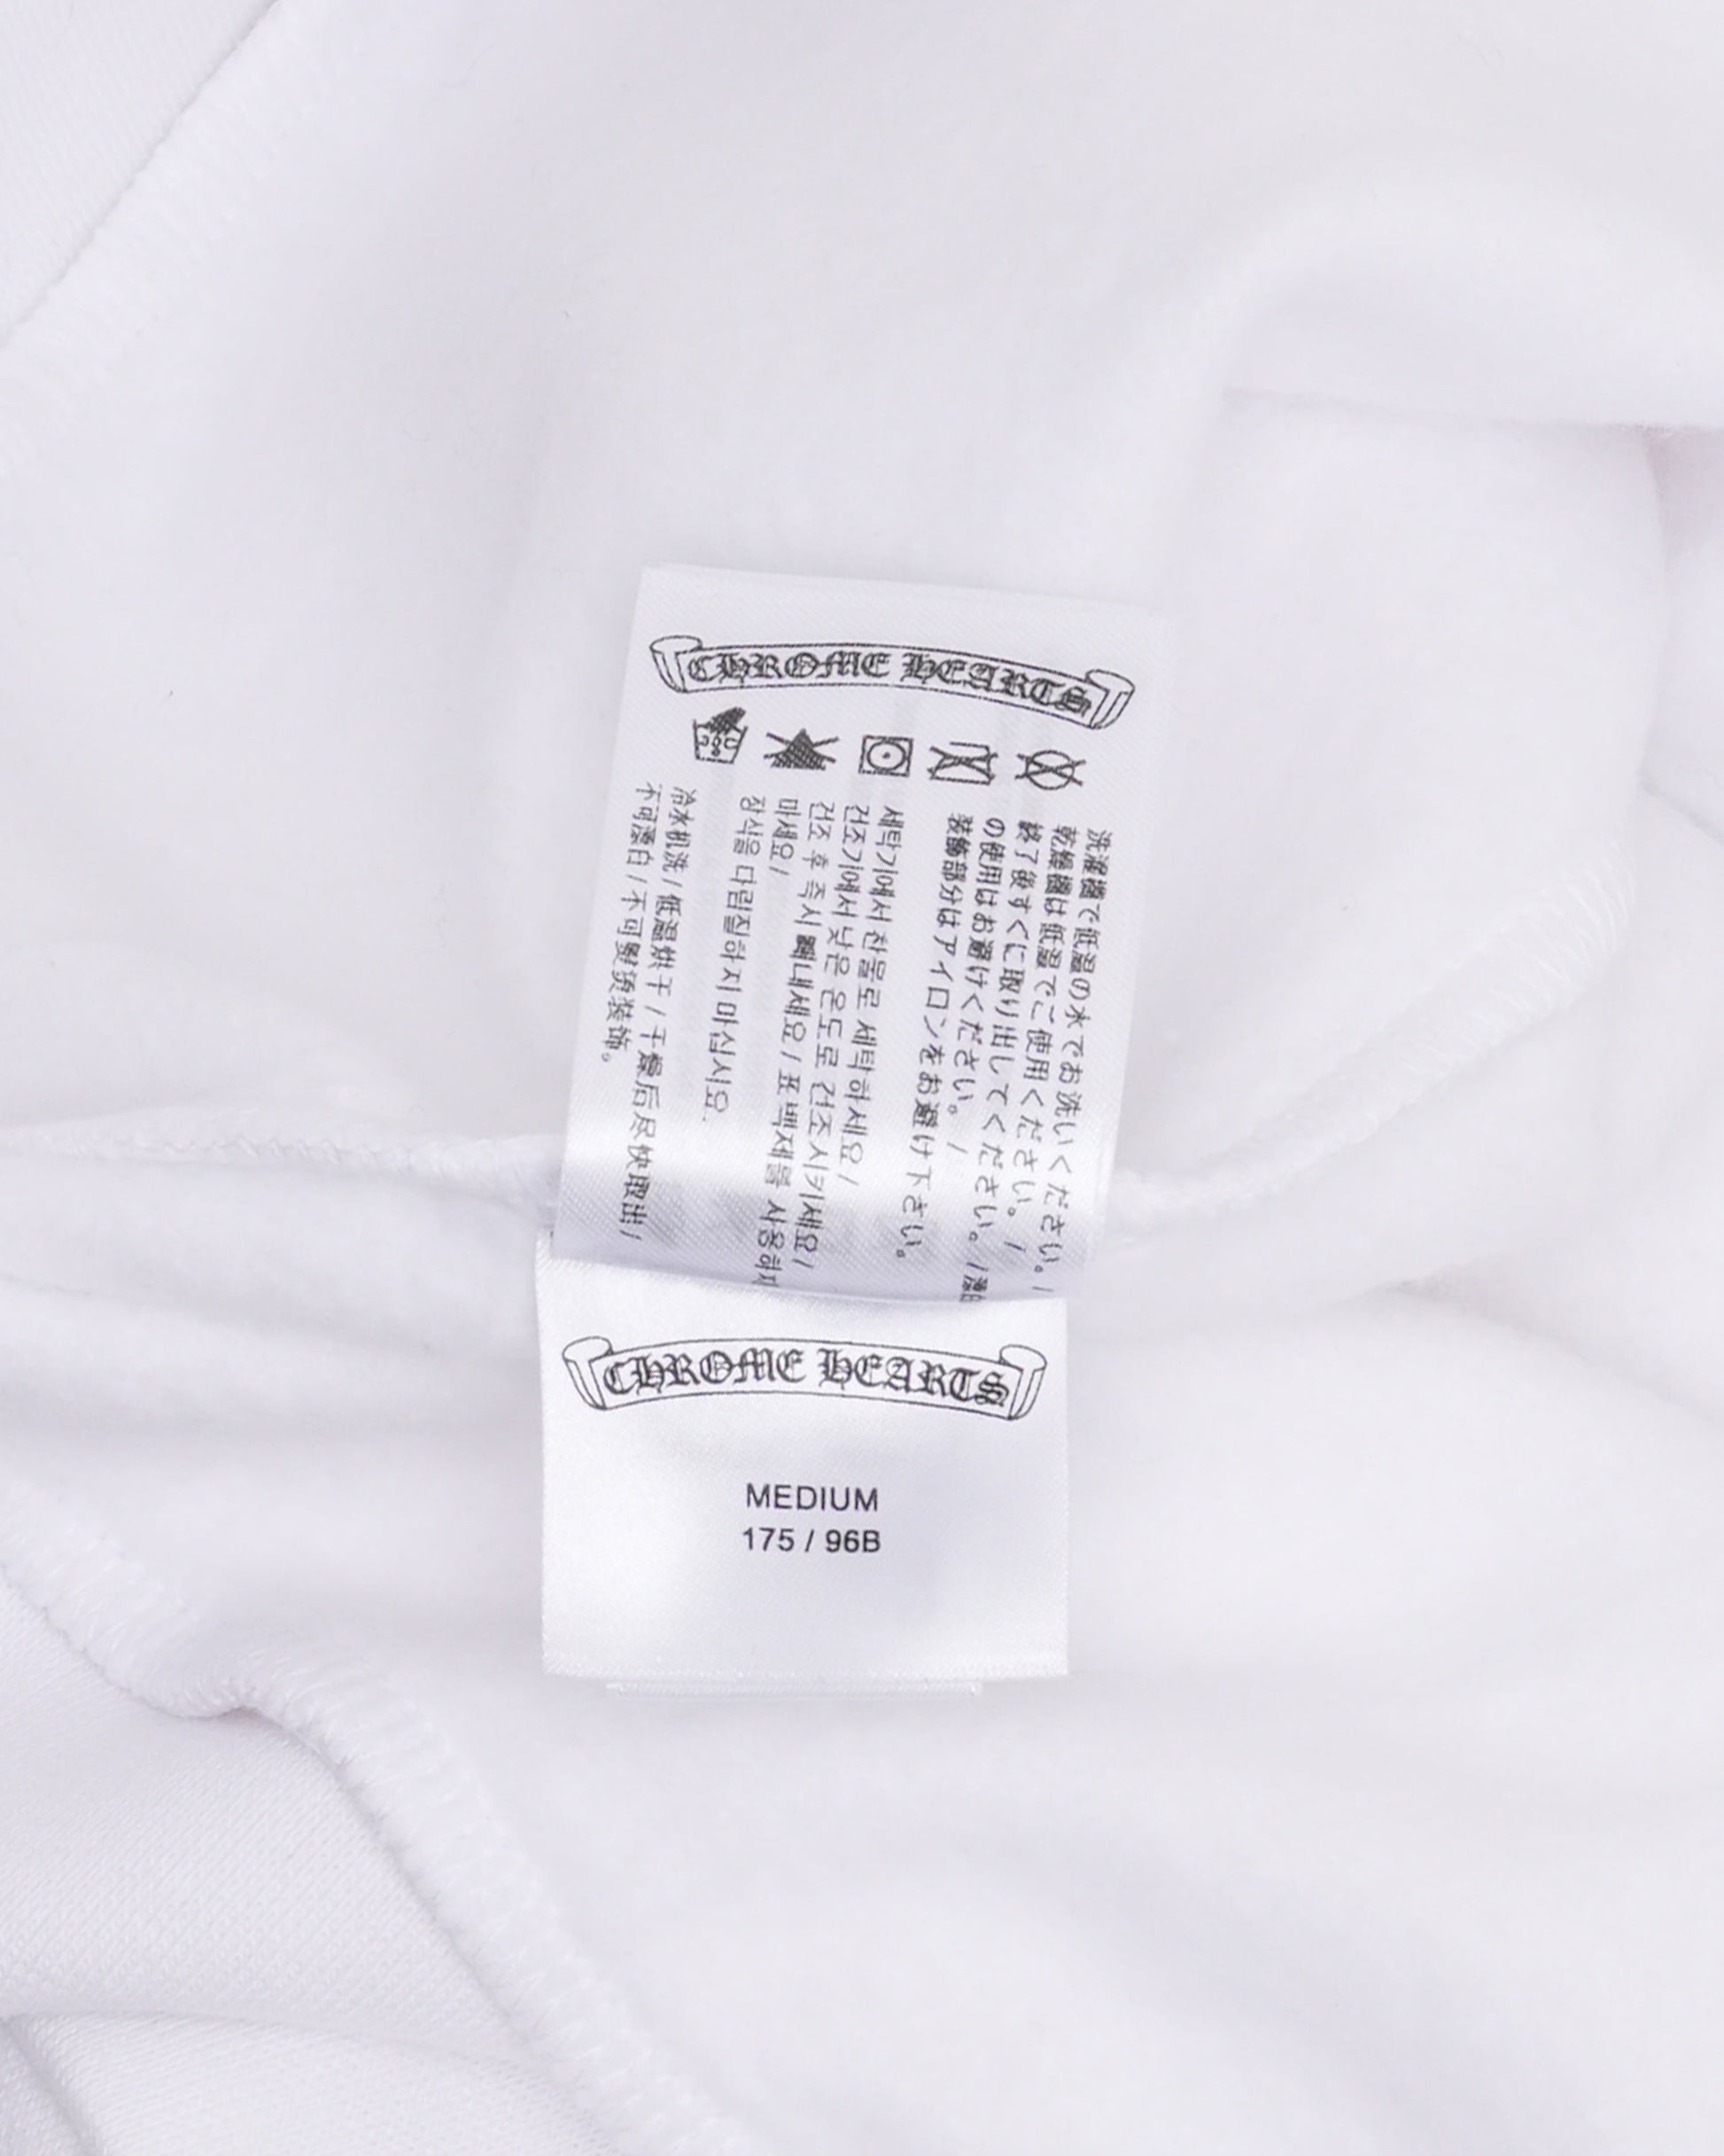 CHROME HEARTS
30C
洗濯機で低温の水でお洗いください。/
乾燥機は低温でご使用ください。/
終了後すぐに取り出してください。/漂白
の使用はお避けください。/
装飾部分はアイロンをお避け下さい。
세탁기에서 찬물로 세탁하세요/
건조기에서 낮은 온도로 건조시키세요/
건조 후 즉시 빼내세요/표백제를 사용하지
마세요/
장식을 다림질하지 마십시요.
冷水机洗/低温烘干/干燥后尽快取出/
不可漂白/不可熨烫装饰。
CHROME HEARTS
MEDIUM
175 / 96B